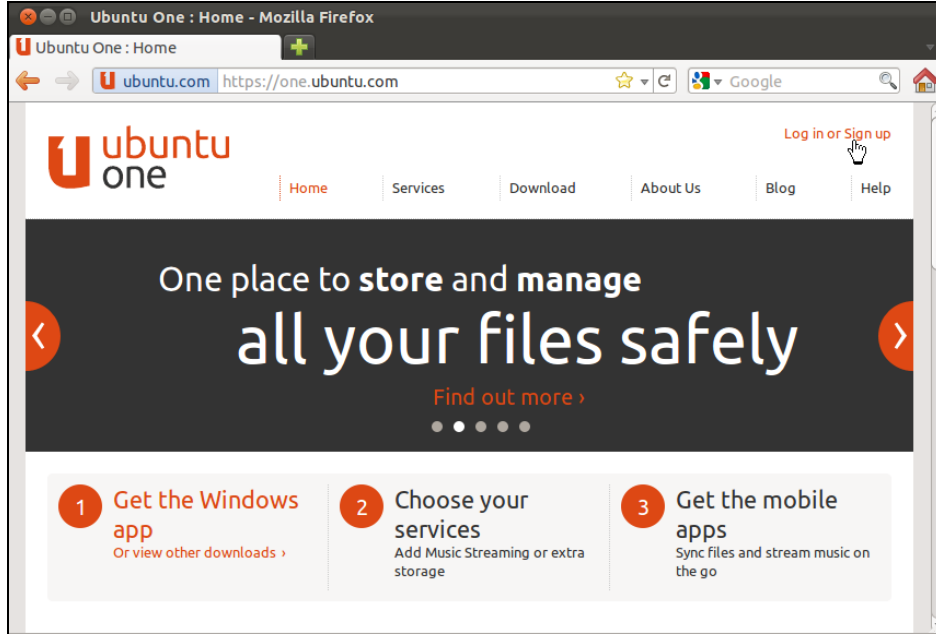 Ubuntu One : Home - Mozilla Firefox
Ubuntu One : Home
ubuntu.com https://one.ubuntu.com Google
Log in or Sign up
ubuntu
one
Home Services Download About Us Blog Help
One place to store and manage
all your files safely
Find out more ›
1 Get the Windows
app
Or view other downloads ›
2 Choose your
services
Add Music Streaming or extra
storage
3 Get the mobile
apps
Sync files and stream music on
the go